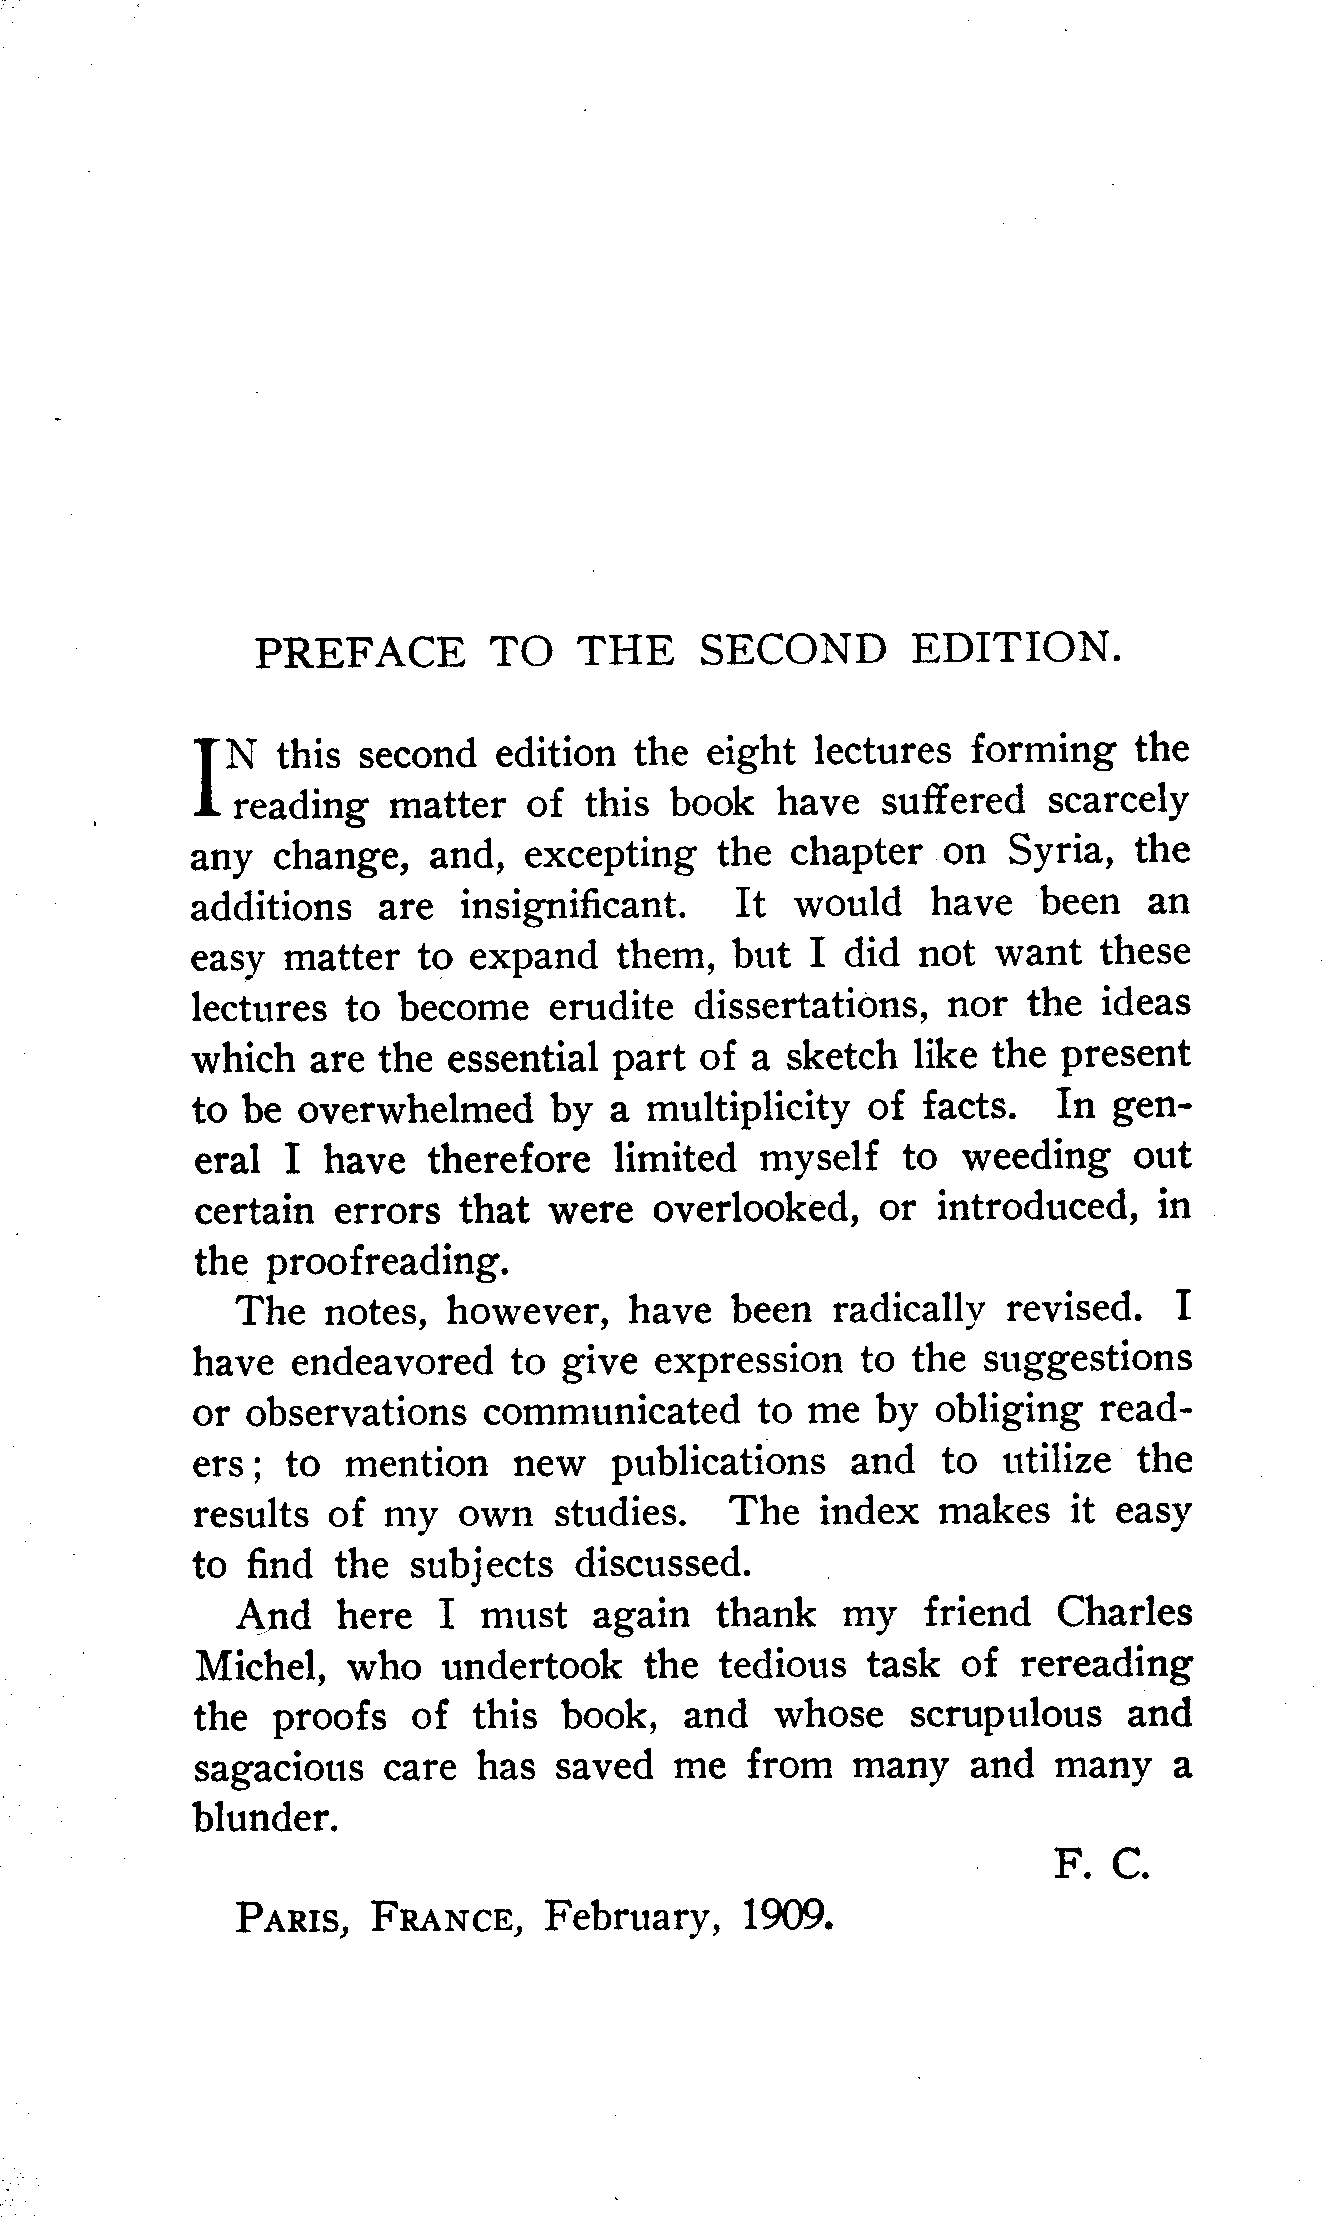 PREFACE TO THE SECOND EDITION.
IN this second edition the eight lectures forming the
reading matter of this book have suffered scarcely
any change, and, excepting the chapter on Syria, the
additions are insignificant. It would have been an
easy matter to expand them, but I did not want these
lectures to become erudite dissertations, nor the ideas
which are the essential part of a sketch like the present
to be overwhelmed by a multiplicity of facts. In gen-
eral I have therefore limited myself to weeding out
certain errors that were overlooked, or introduced, in
the proofreading.
The notes, however, have been radically revised. I
have endeavored to give expression to the suggestions
or observations communicated to me by obliging read-
ers; to mention new publications and to utilize the
results of my own studies. The index makes it easy
to find the subjects discussed.
And here I must again thank my friend Charles
Michel, who undertook the tedious task of rereading
the proofs of this book, and whose scrupulous and
sagacious care has saved me from many and many a
blunder.
F. C.
PARIS, FRANCE, February, 1909.